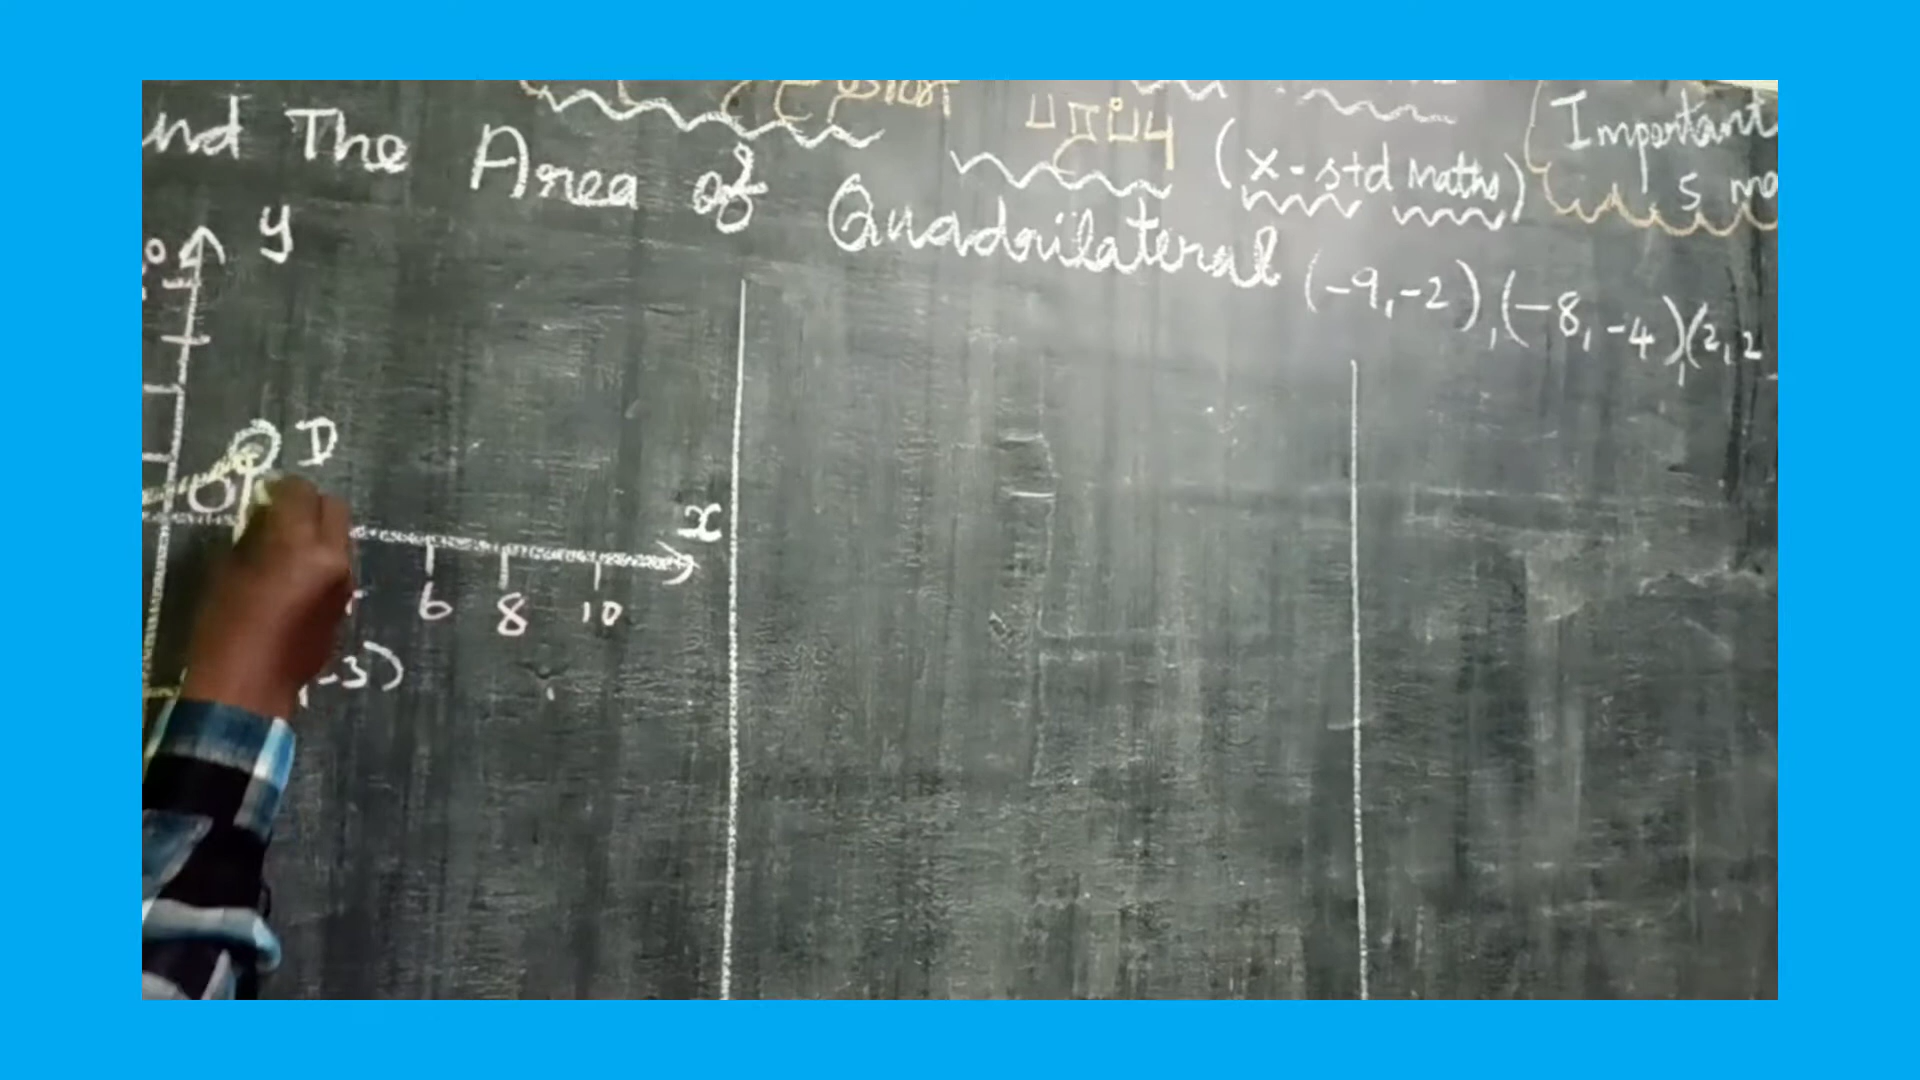 பரப்பு
(x-std Maths)
Important
5
nd The Area of Quadrilateral (-9,-2),(-8,-4),(2,2
y
D
x
6 8 10
,-3)